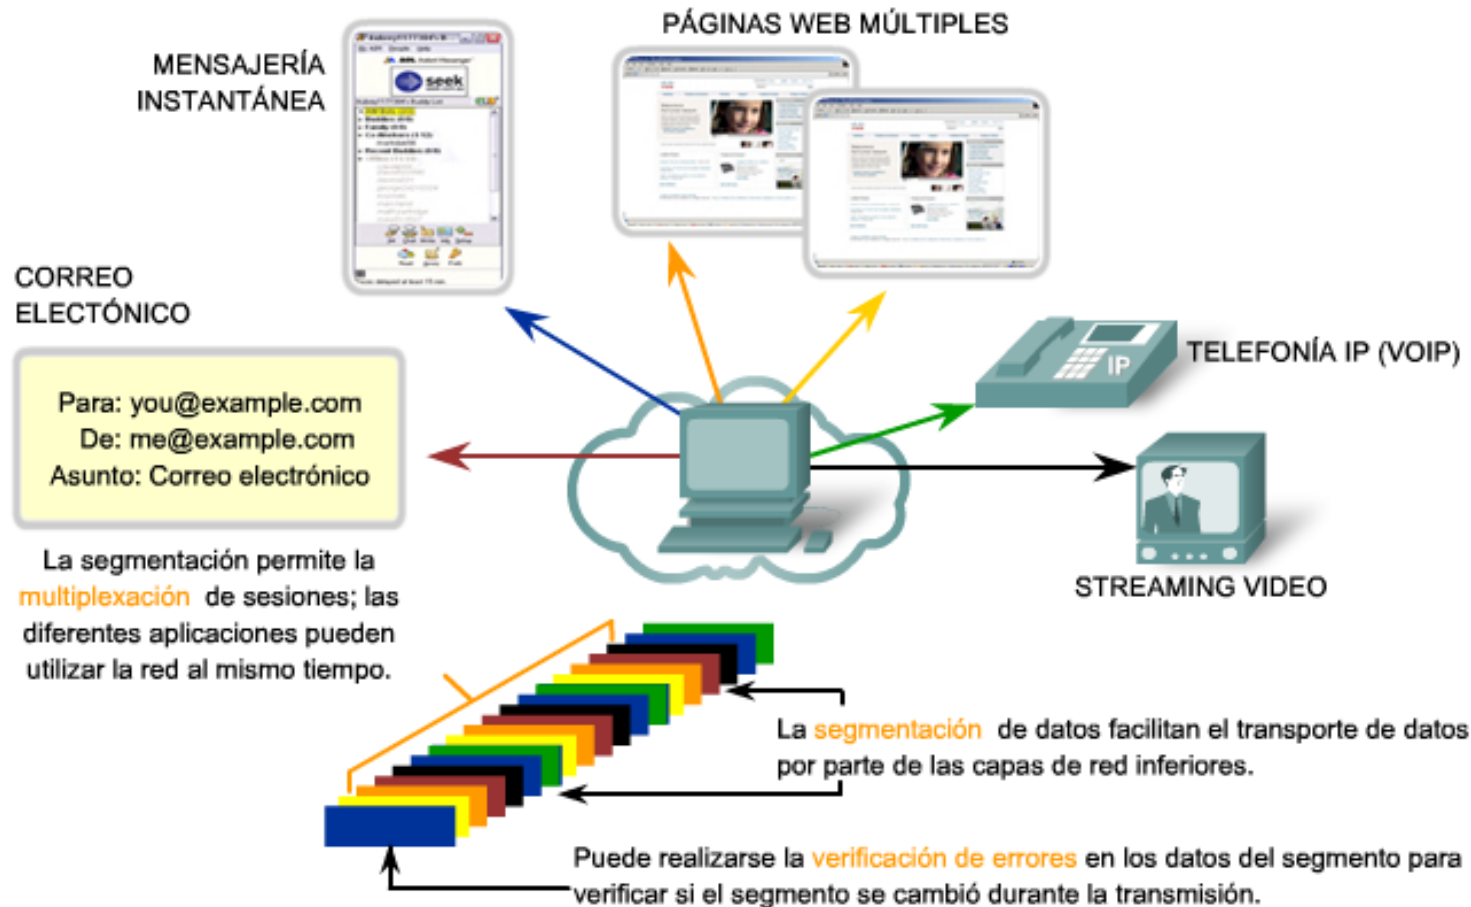 PÁGINAS WEB MÚLTIPLES
MENSAJERÍA
INSTANTÁNEA
seek
CORREO
ELECTÓNICO
Para: you@example.com
De: me@example.com
Asunto: Correo electrónico
TELEFONÍA IP (VOIP)
IP
STREAMING VIDEO
La segmentación permite la
multiplexación de sesiones; las
diferentes aplicaciones pueden
utilizar la red al mismo tiempo.
La segmentación de datos facilitan el transporte de datos
por parte de las capas de red inferiores.
Puede realizarse la verificación de errores en los datos del segmento para
verificar si el segmento se cambió durante la transmisión.